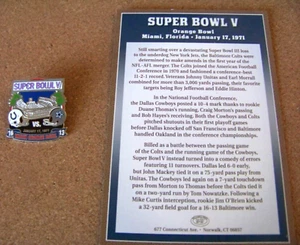 SUPER BOWL V
Orange Bowl
Miami, Florida • January 17, 1971
Still smarting over a devastating Super Bowl III loss
to the underdog New York Jets, the Baltimore Colts were
determined to make amends in the first year of the
NFL-AFL merger. The Colts joined the American Football
Conference in 1970 and fashioned a conference-best
11-2-1 record. Veterans Johnny Unitas and Earl Morrall
combined for more than 3,000 yards passing, their favorite
targets being Roy Jefferson and Eddie Hinton.
In the National Football Conference,
the Dallas Cowboys posted a 10-4 mark thanks to rookie
Duane Thomas's running, Craig Morton's passing
and Bob Hayes's receiving. Both the Cowboys and Colts
pitched shutouts in their first playoff games
before Dallas knocked off San Francisco and Baltimore
handled Oakland in the conference championships.
Billed as a battle between the passing game
of the Colts and the running game of the Cowboys,
Super Bowl V instead turned into a comedy of errors
featuring 11 turnovers. Dallas led 6-0 early,
but John Mackey tied it on a 75-yard pass play from
Unitas. The Cowboys led again on a 7-yard touchdown
pass from Morton to Thomas before the Colts tied it
on a two-yard run by Tom Nowatzke. Following a
Mike Curtis interception, rookie Jim O'Brien kicked
a 32-yard field goal for a 16-13 Baltimore win.
Norwalk, CT
SUPER BOWL V
VS.
JANUARY 17, 1971
16
13